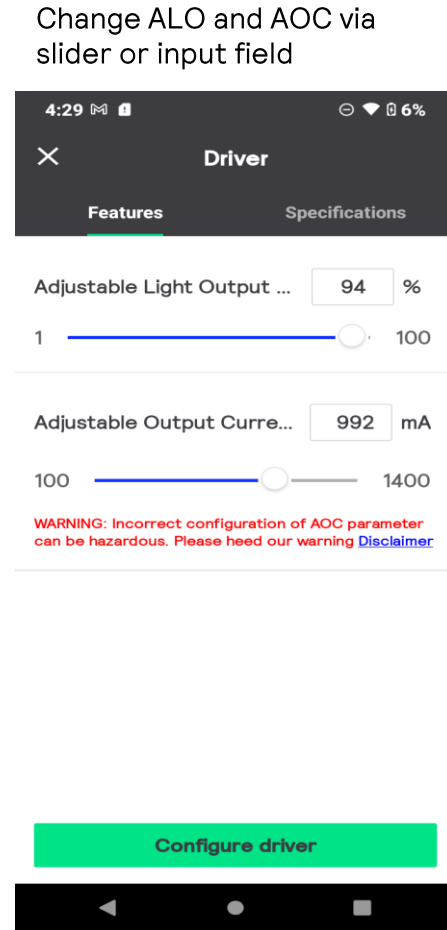 Change ALO and AOC via
slider or input field
4:29 6%
Driver
Features Specifications
Adjustable Light Output ... 94 %
1 100
Adjustable Output Curre... 992 mA
100 1400
WARNING: Incorrect configuration of AOC parameter
can be hazardous. Please heed our warning Disclaimer
Configure driver